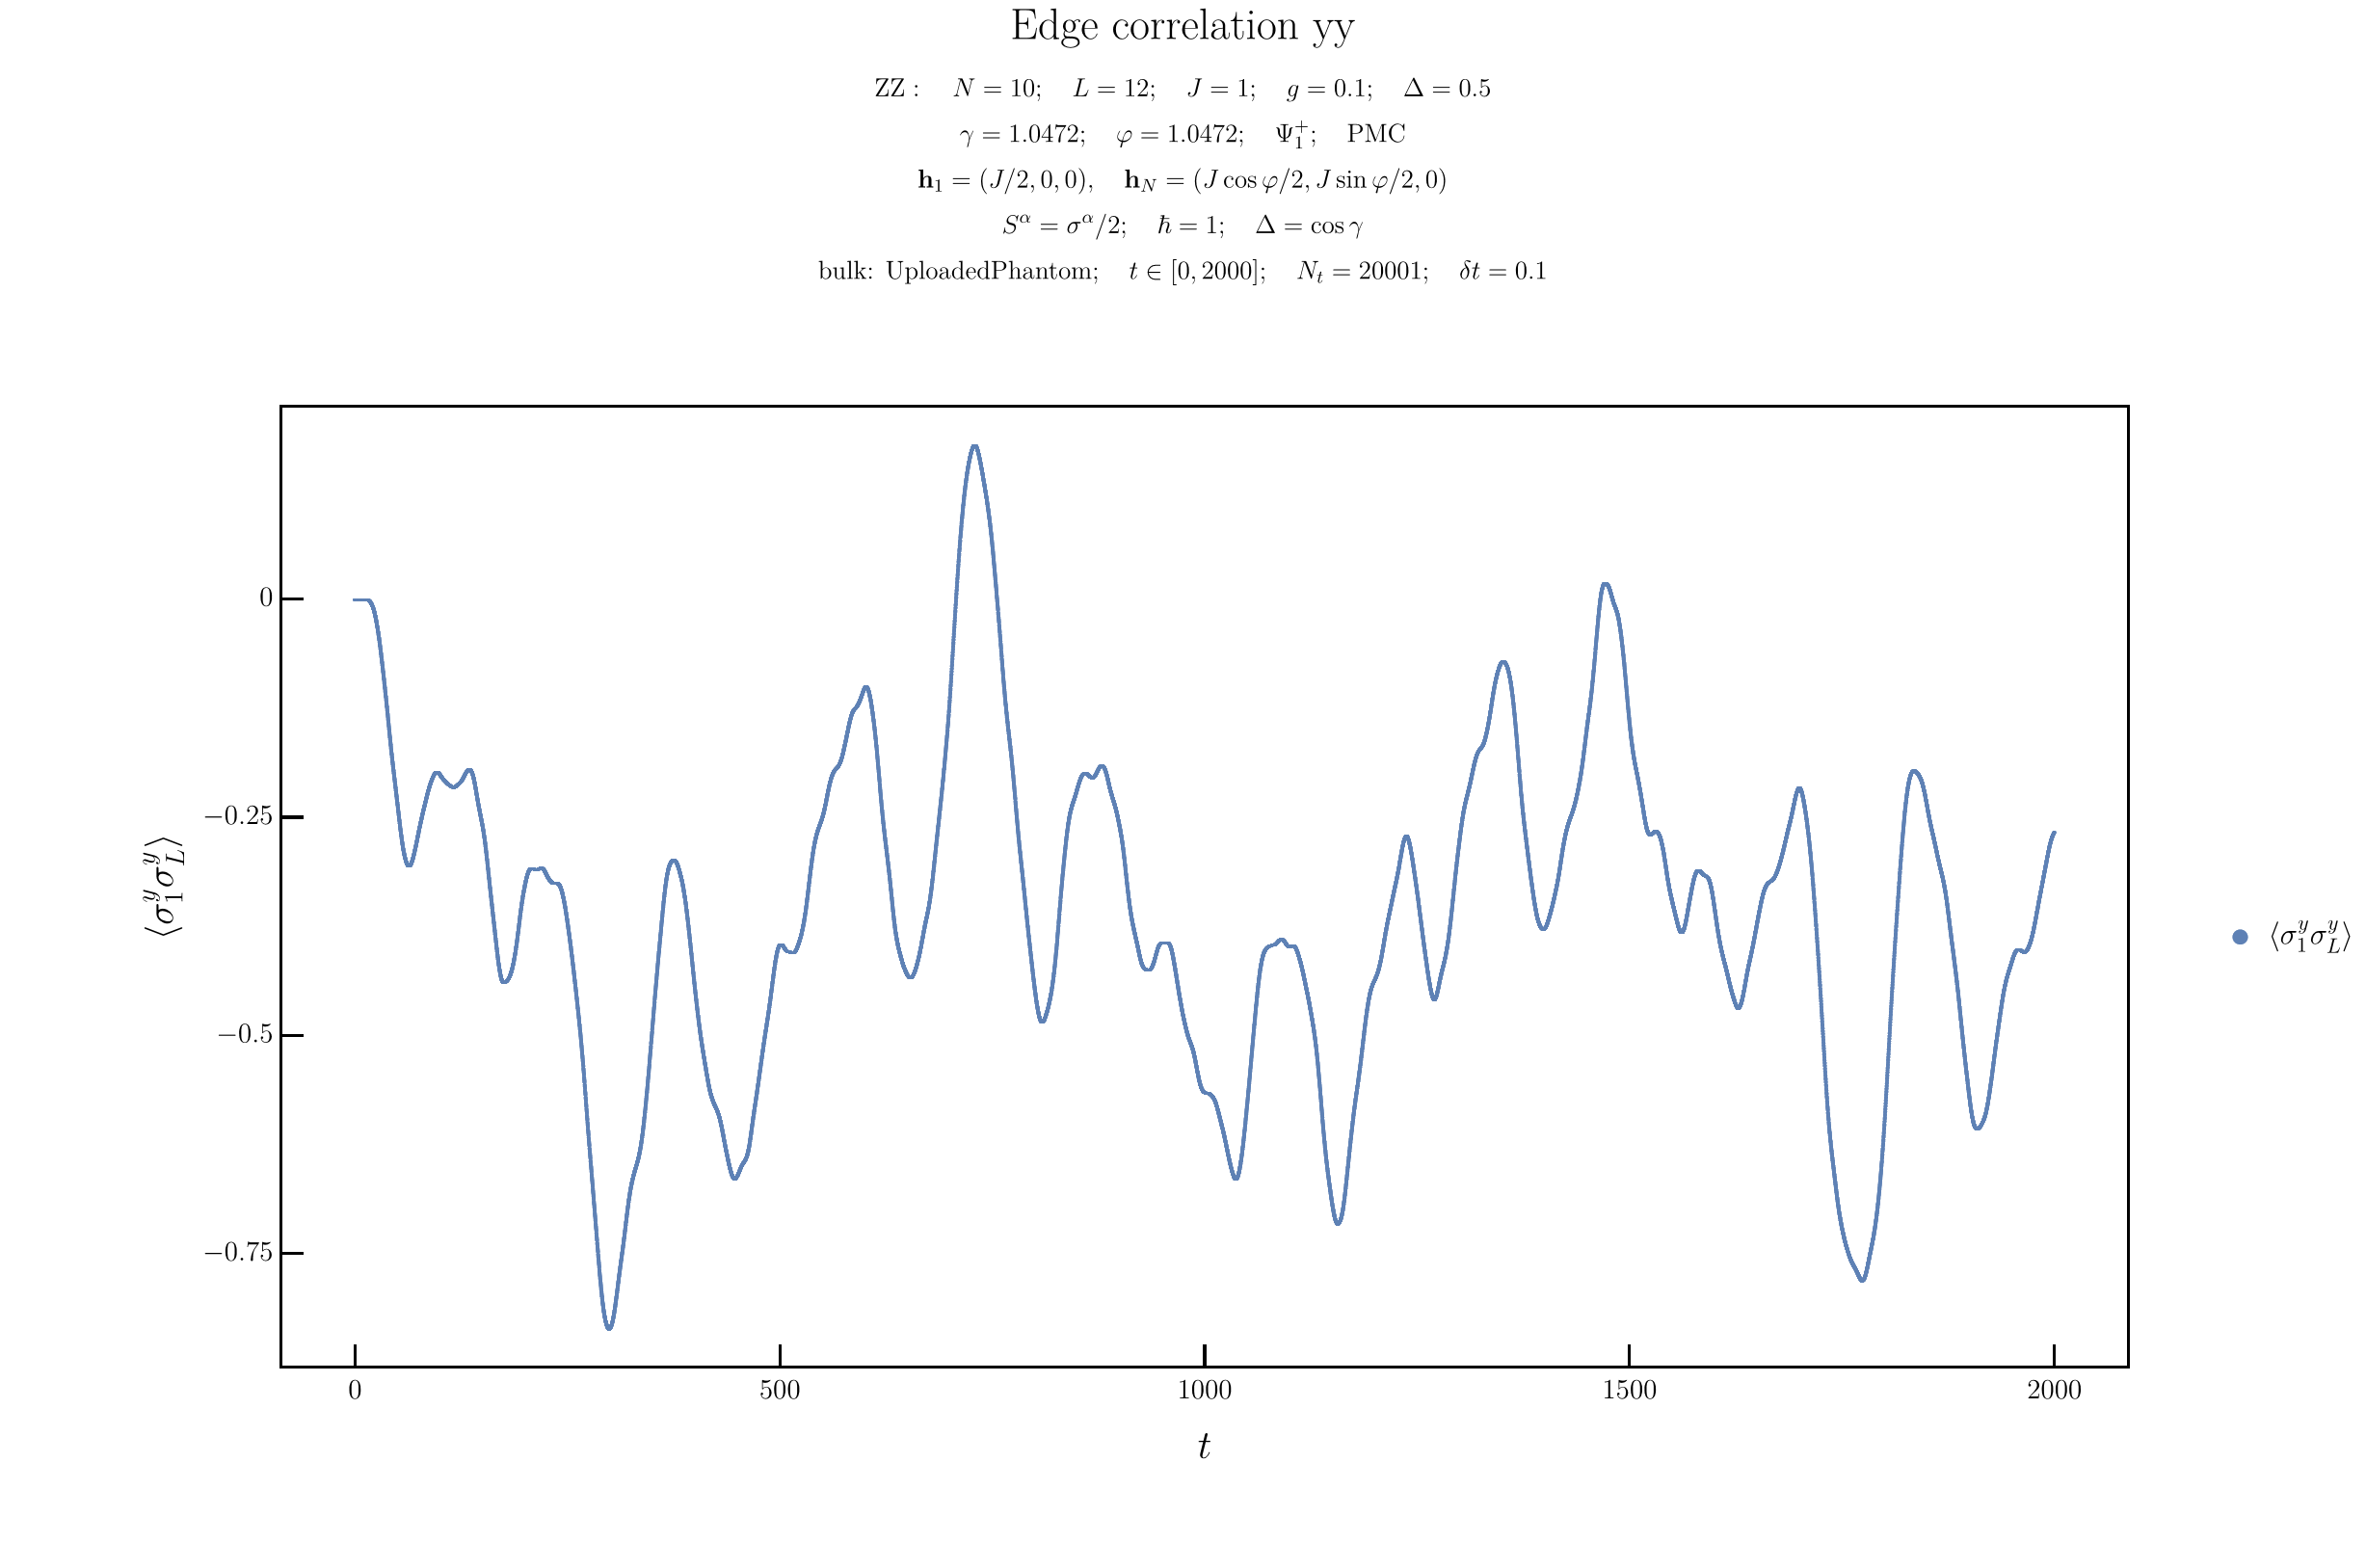 Edge correlation yy
ZZ : N = 10; L = 12; J = 1; g = 0.1; Δ = 0.5
γ = 1.0472; φ = 1.0472; Ψ₁⁺; PMC
𝐡₁ = (J/2, 0, 0), 𝐡_N = (J cos φ/2, J sin φ/2, 0)
S^α = σ^α/2; ℏ = 1; Δ = cos γ
bulk: UploadedPhantom; t ∈ [0, 2000]; N_t = 20001; δt = 0.1
0
−0.25
−0.5
−0.75
⟨σ₁^y σ_L^y⟩
0 500 1000 1500 2000
t
⟨σ₁^y σ_L^y⟩